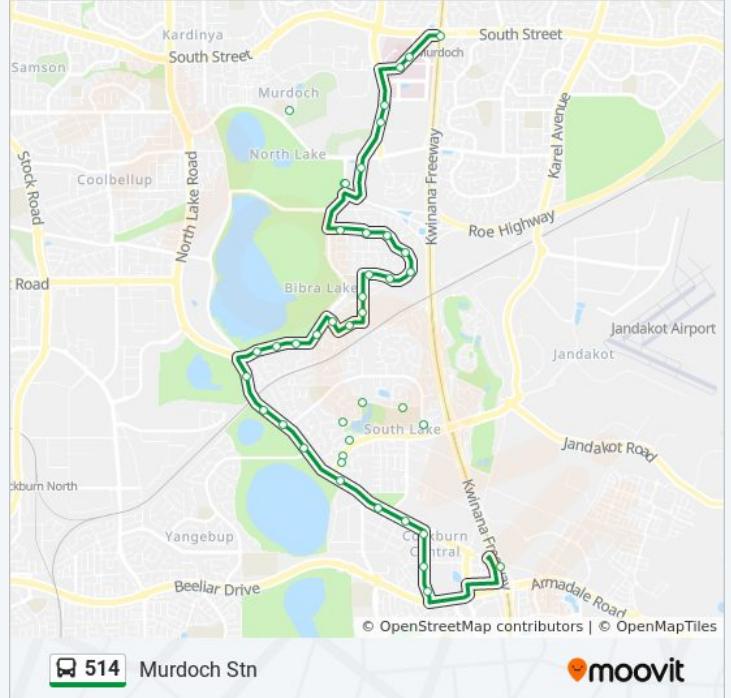 Kardinya
South Street
South Street
Samson
Murdoch
Murdoch
Karel Avenue
North Lake
Stock Road
Coolbellup
North Lake Road
Kwinana Freeway
Roe Highway
Road
Bibra Lake
Jandakot Airport
Jandakot
South Lake
Jandakot Road
ckburn North
Kwinana Freeway
Yangebup
Cockburn
Central
Beeliar Drive
Armadale Road
© OpenStreetMap contributors | © OpenMapTiles
514 Murdoch Stn
moovit